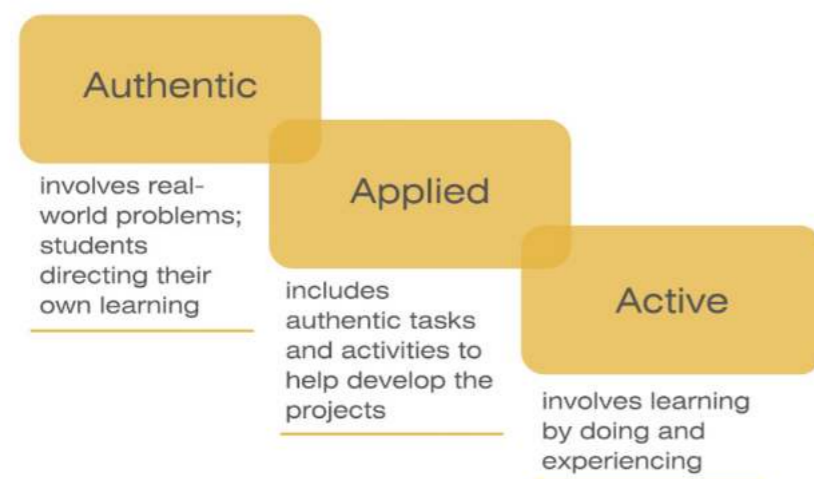 Authentic
involves real-
world problems;
students
directing their
own learning
Applied
includes
authentic tasks
and activities to
help develop the
projects
Active
involves learning
by doing and
experiencing